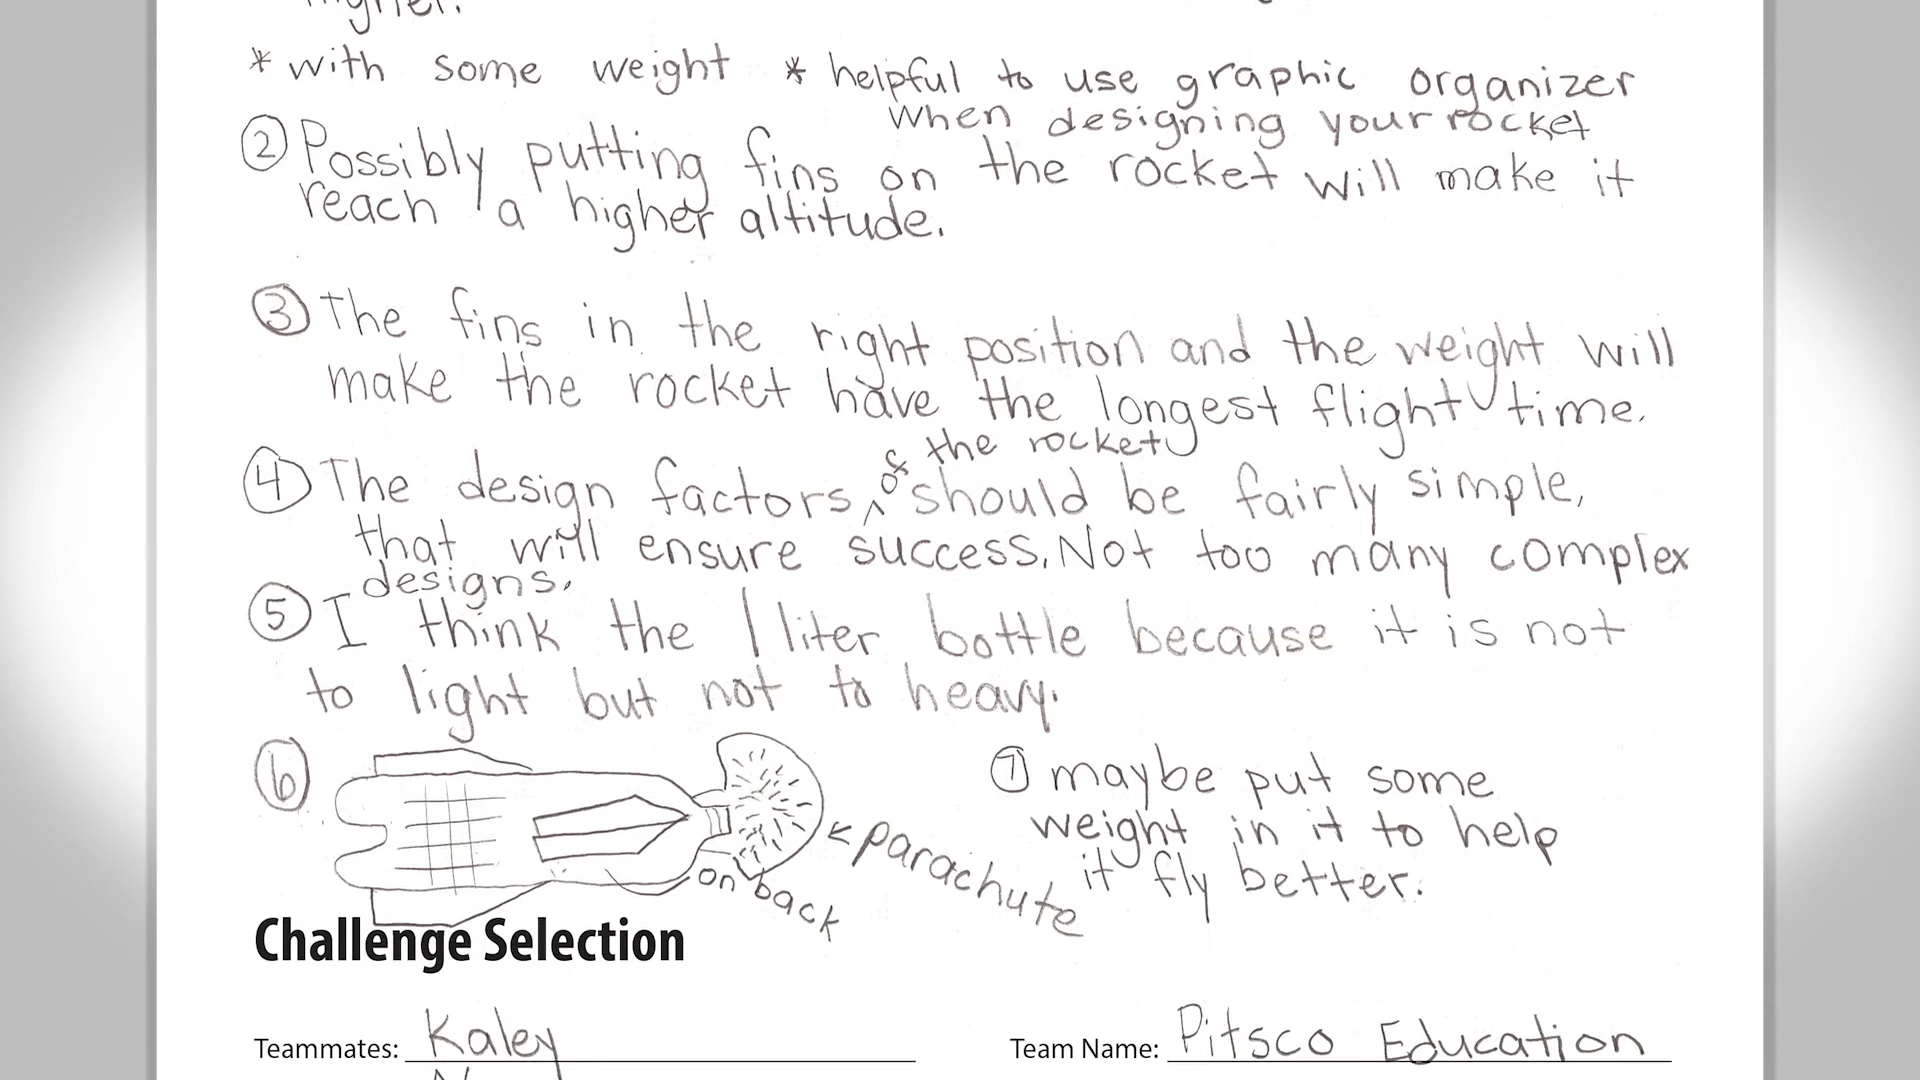 * with some weight * helpful to use graphic organizer
when designing your rocket
② Possibly putting fins on the rocket will make it
reach a higher altitude.
③ The fins in the right position and the weight will
make the rocket have the longest flight time.
of the rocket
④ The design factors ^ should be fairly simple,
that will ensure success. Not too many complex
designs.
⑤ I think the 1 liter bottle because it is not
to light but not to heavy.
⑥
← parachute
on back
⑦ maybe put some
weight in it to help
it fly better.
Challenge Selection
Teammates: Kaley
Team Name: Pitsco Education